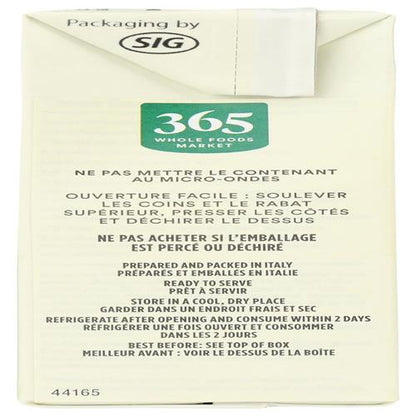 Packaging by
SIG
365
WHOLE FOODS
MARKET
NE PAS METTRE LE CONTENANT
AU MICRO-ONDES
OUVERTURE FACILE : SOULEVER
LES COINS ET LE RABAT
SUPÉRIEUR, PRESSER LES CÔTÉS
ET DÉCHIRER LE DESSUS
NE PAS ACHETER SI L'EMBALLAGE
EST PERCÉ OU DÉCHIRÉ
PREPARED AND PACKED IN ITALY
PRÉPARÉS ET EMBALLÉS EN ITALIE
READY TO SERVE
PRÊT À SERVIR
STORE IN A COOL, DRY PLACE
GARDER DANS UN ENDROIT FRAIS ET SEC
REFRIGERATE AFTER OPENING AND CONSUME WITHIN 2 DAYS
RÉFRIGÉRER UNE FOIS OUVERT ET CONSOMMER
DANS LES 2 JOURS
BEST BEFORE: SEE TOP OF BOX
MEILLEUR AVANT : VOIR LE DESSUS DE LA BOÎTE
44165